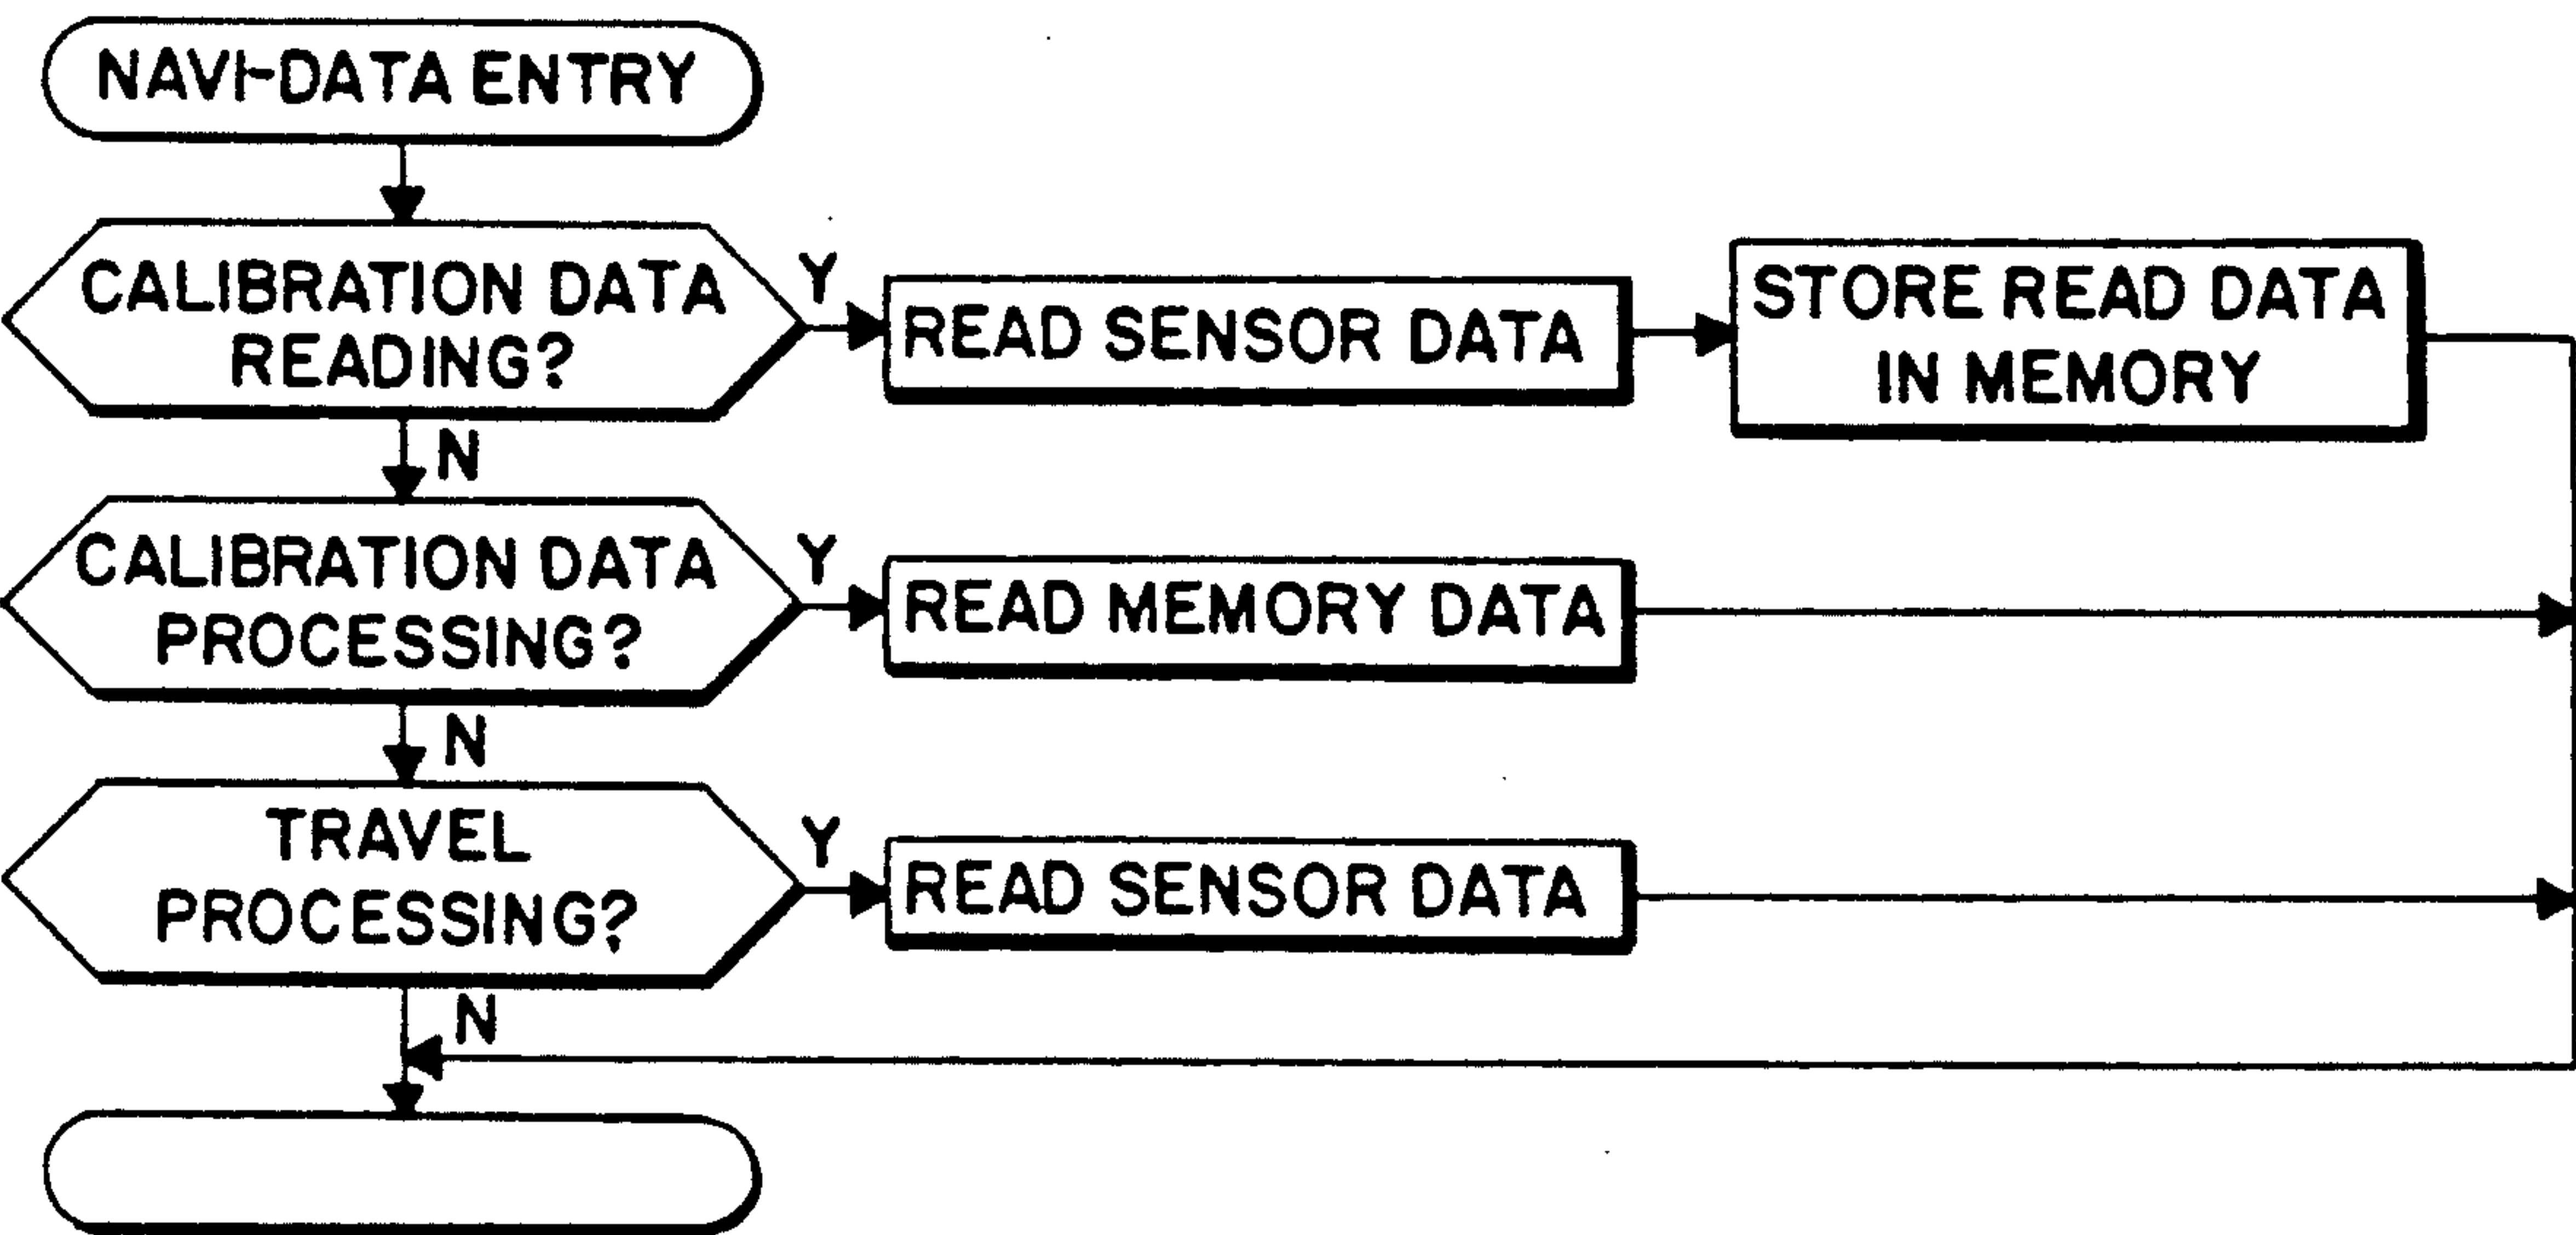 NAVI-DATA ENTRY
CALIBRATION DATA
READING?
Y
READ SENSOR DATA
STORE READ DATA
IN MEMORY
N
CALIBRATION DATA
PROCESSING?
Y
READ MEMORY DATA
N
TRAVEL
PROCESSING?
Y
READ SENSOR DATA
N